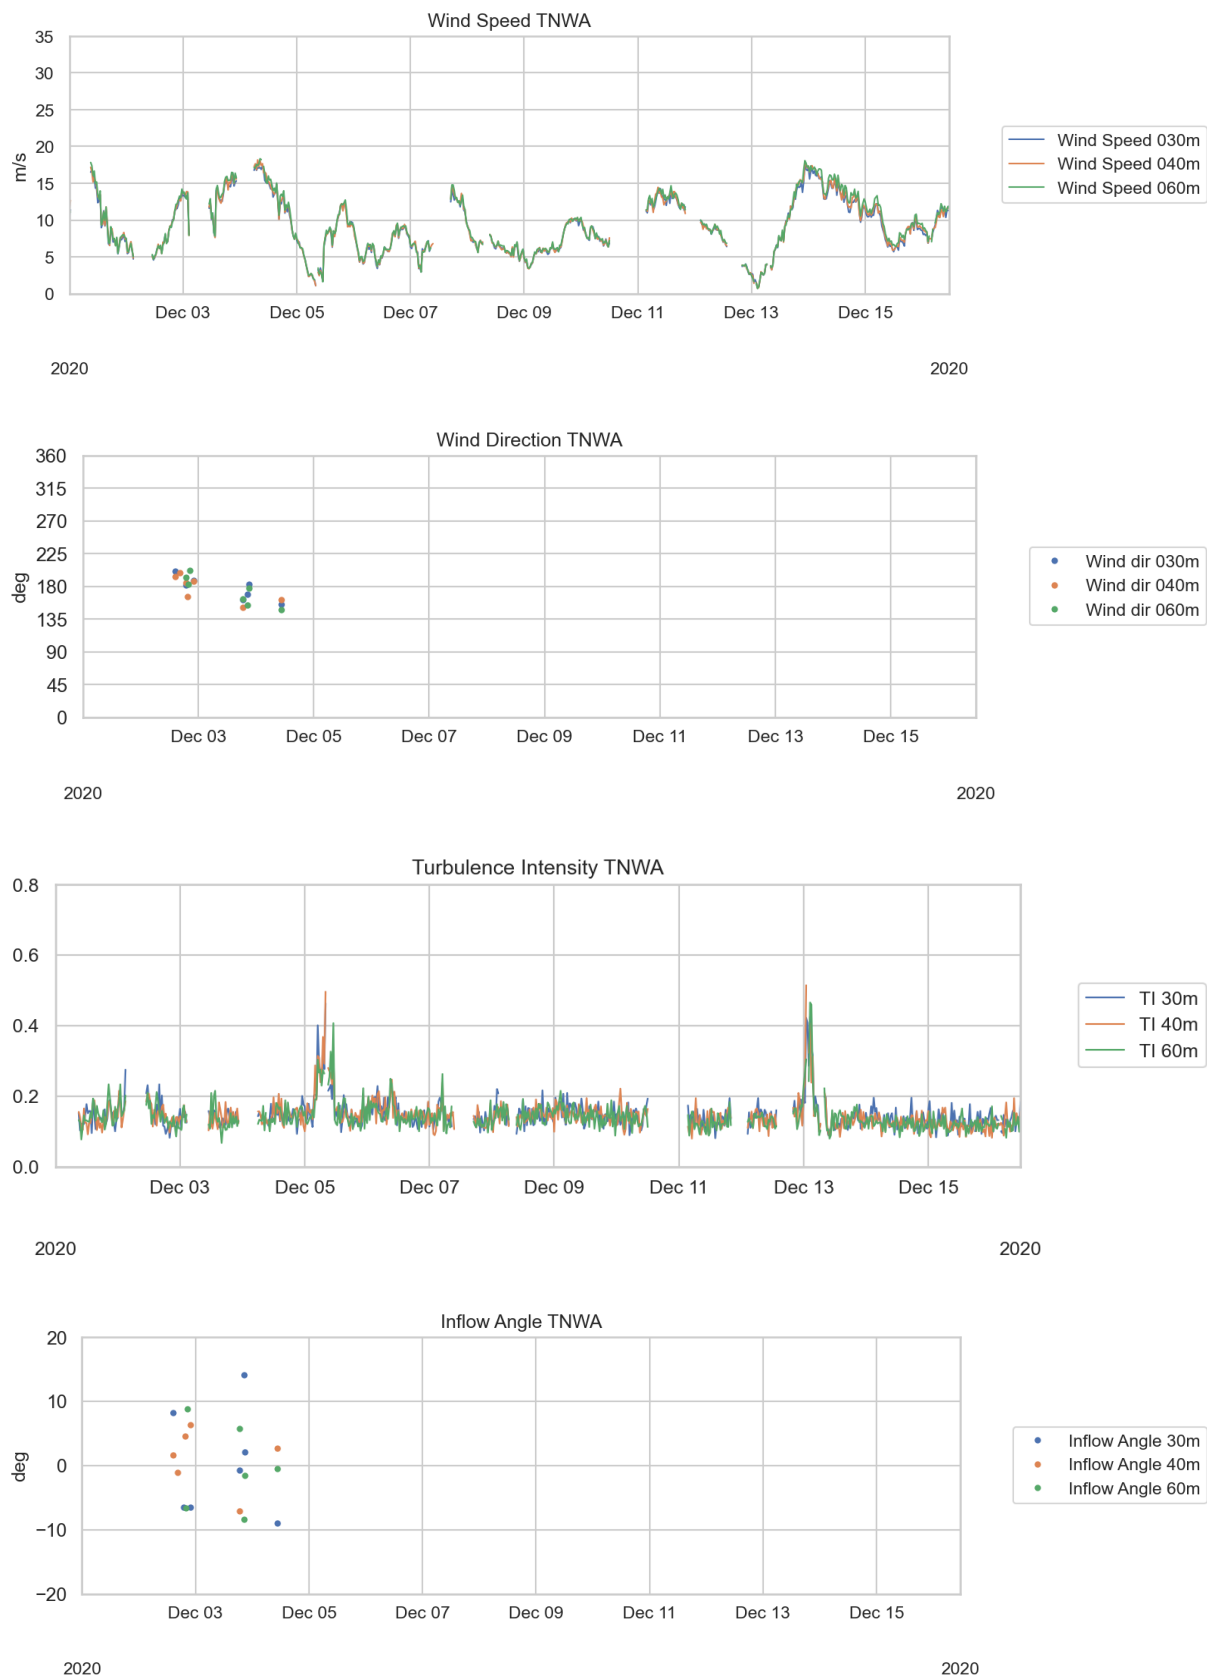 Wind Speed TNWA
35
30
25
20
15
10
5
0
m/s
Dec 03 Dec 05 Dec 07 Dec 09 Dec 11 Dec 13 Dec 15
2020 2020
Wind Speed 030m
Wind Speed 040m
Wind Speed 060m
Wind Direction TNWA
360
315
270
225
180
135
90
45
0
deg
Dec 03 Dec 05 Dec 07 Dec 09 Dec 11 Dec 13 Dec 15
2020 2020
Wind dir 030m
Wind dir 040m
Wind dir 060m
Turbulence Intensity TNWA
0.8
0.6
0.4
0.2
0.0
Dec 03 Dec 05 Dec 07 Dec 09 Dec 11 Dec 13 Dec 15
2020 2020
TI 30m
TI 40m
TI 60m
Inflow Angle TNWA
20
10
0
−10
−20
deg
Dec 03 Dec 05 Dec 07 Dec 09 Dec 11 Dec 13 Dec 15
2020 2020
Inflow Angle 30m
Inflow Angle 40m
Inflow Angle 60m